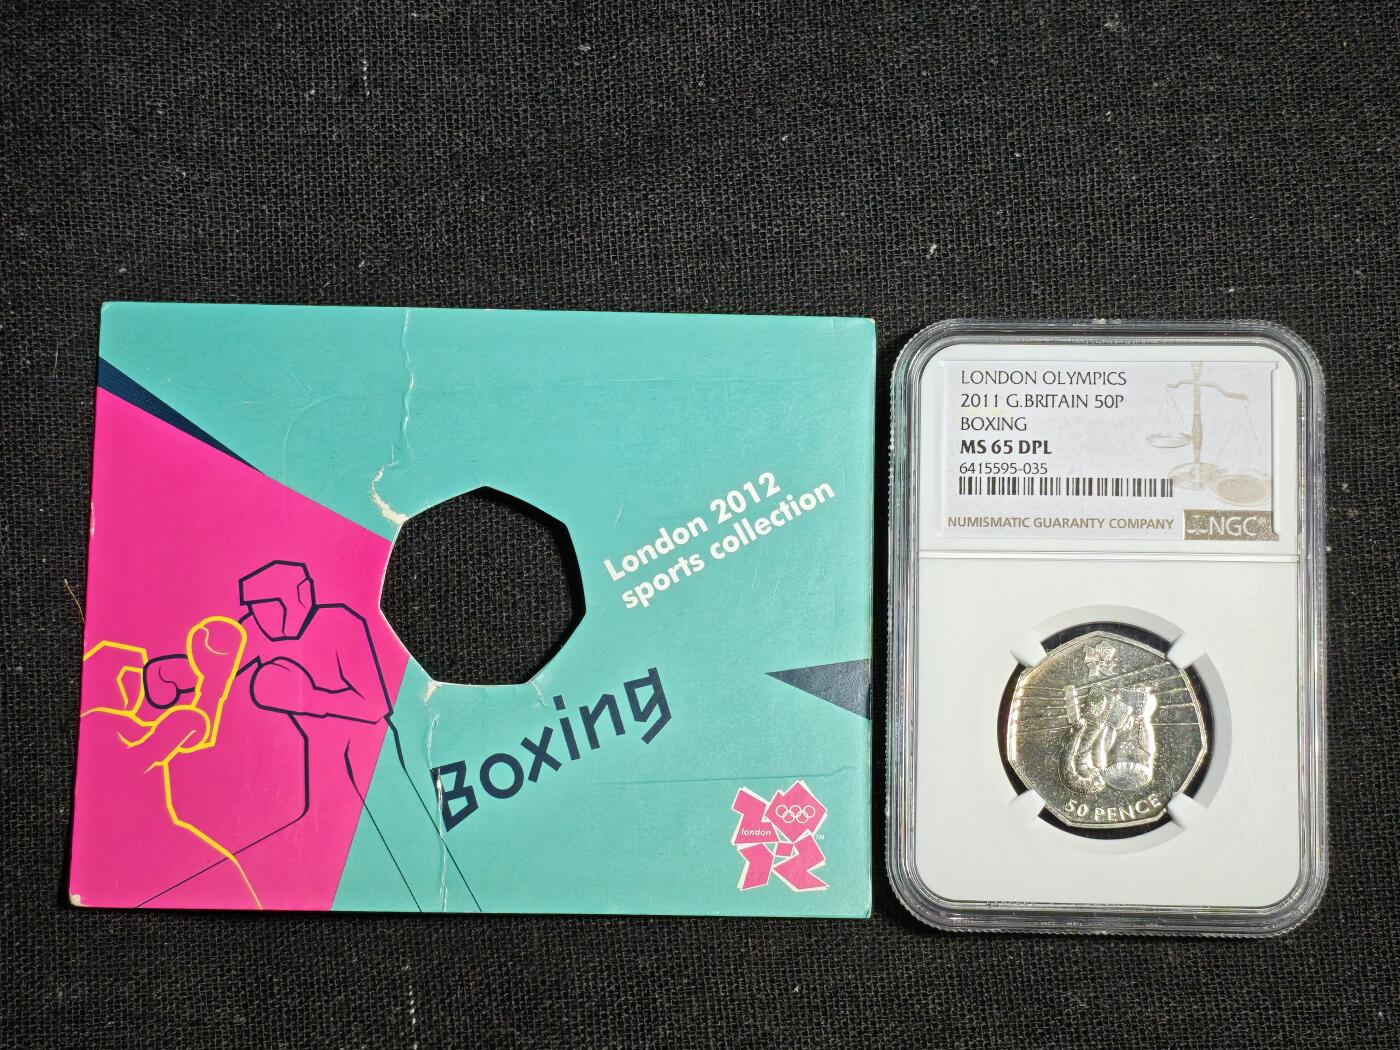 London 2012
sports collection
Boxing
london
TM
LONDON OLYMPICS
2011 G.BRITAIN 50P
BOXING
MS 65 DPL
6415595-035
NUMISMATIC GUARANTY COMPANY
NGC
50 PENCE